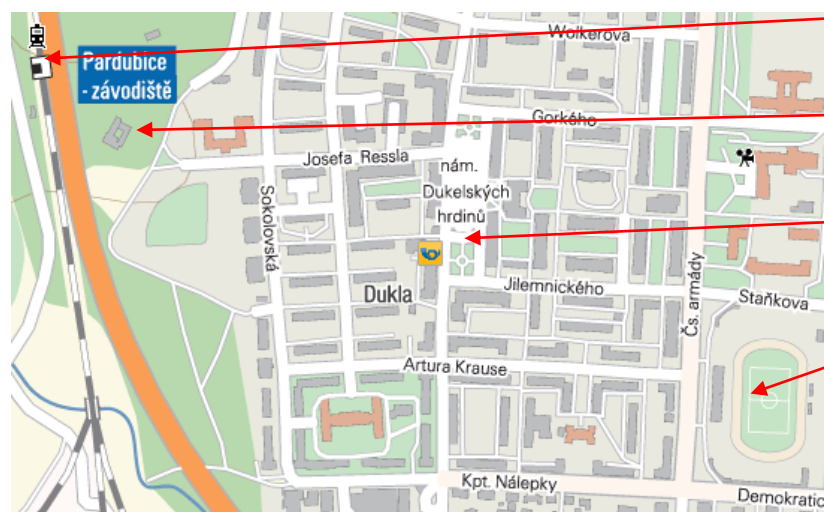 Wolkerova
Pardubice
- závodiště
Gorkého
Josefa Ressla
nám.
Dukelských
hrdinů
Sokolovská
Čs. armády
Jilemnického
Staňkova
Dukla
Artura Krause
Kpt. Nálepky
Demokratic